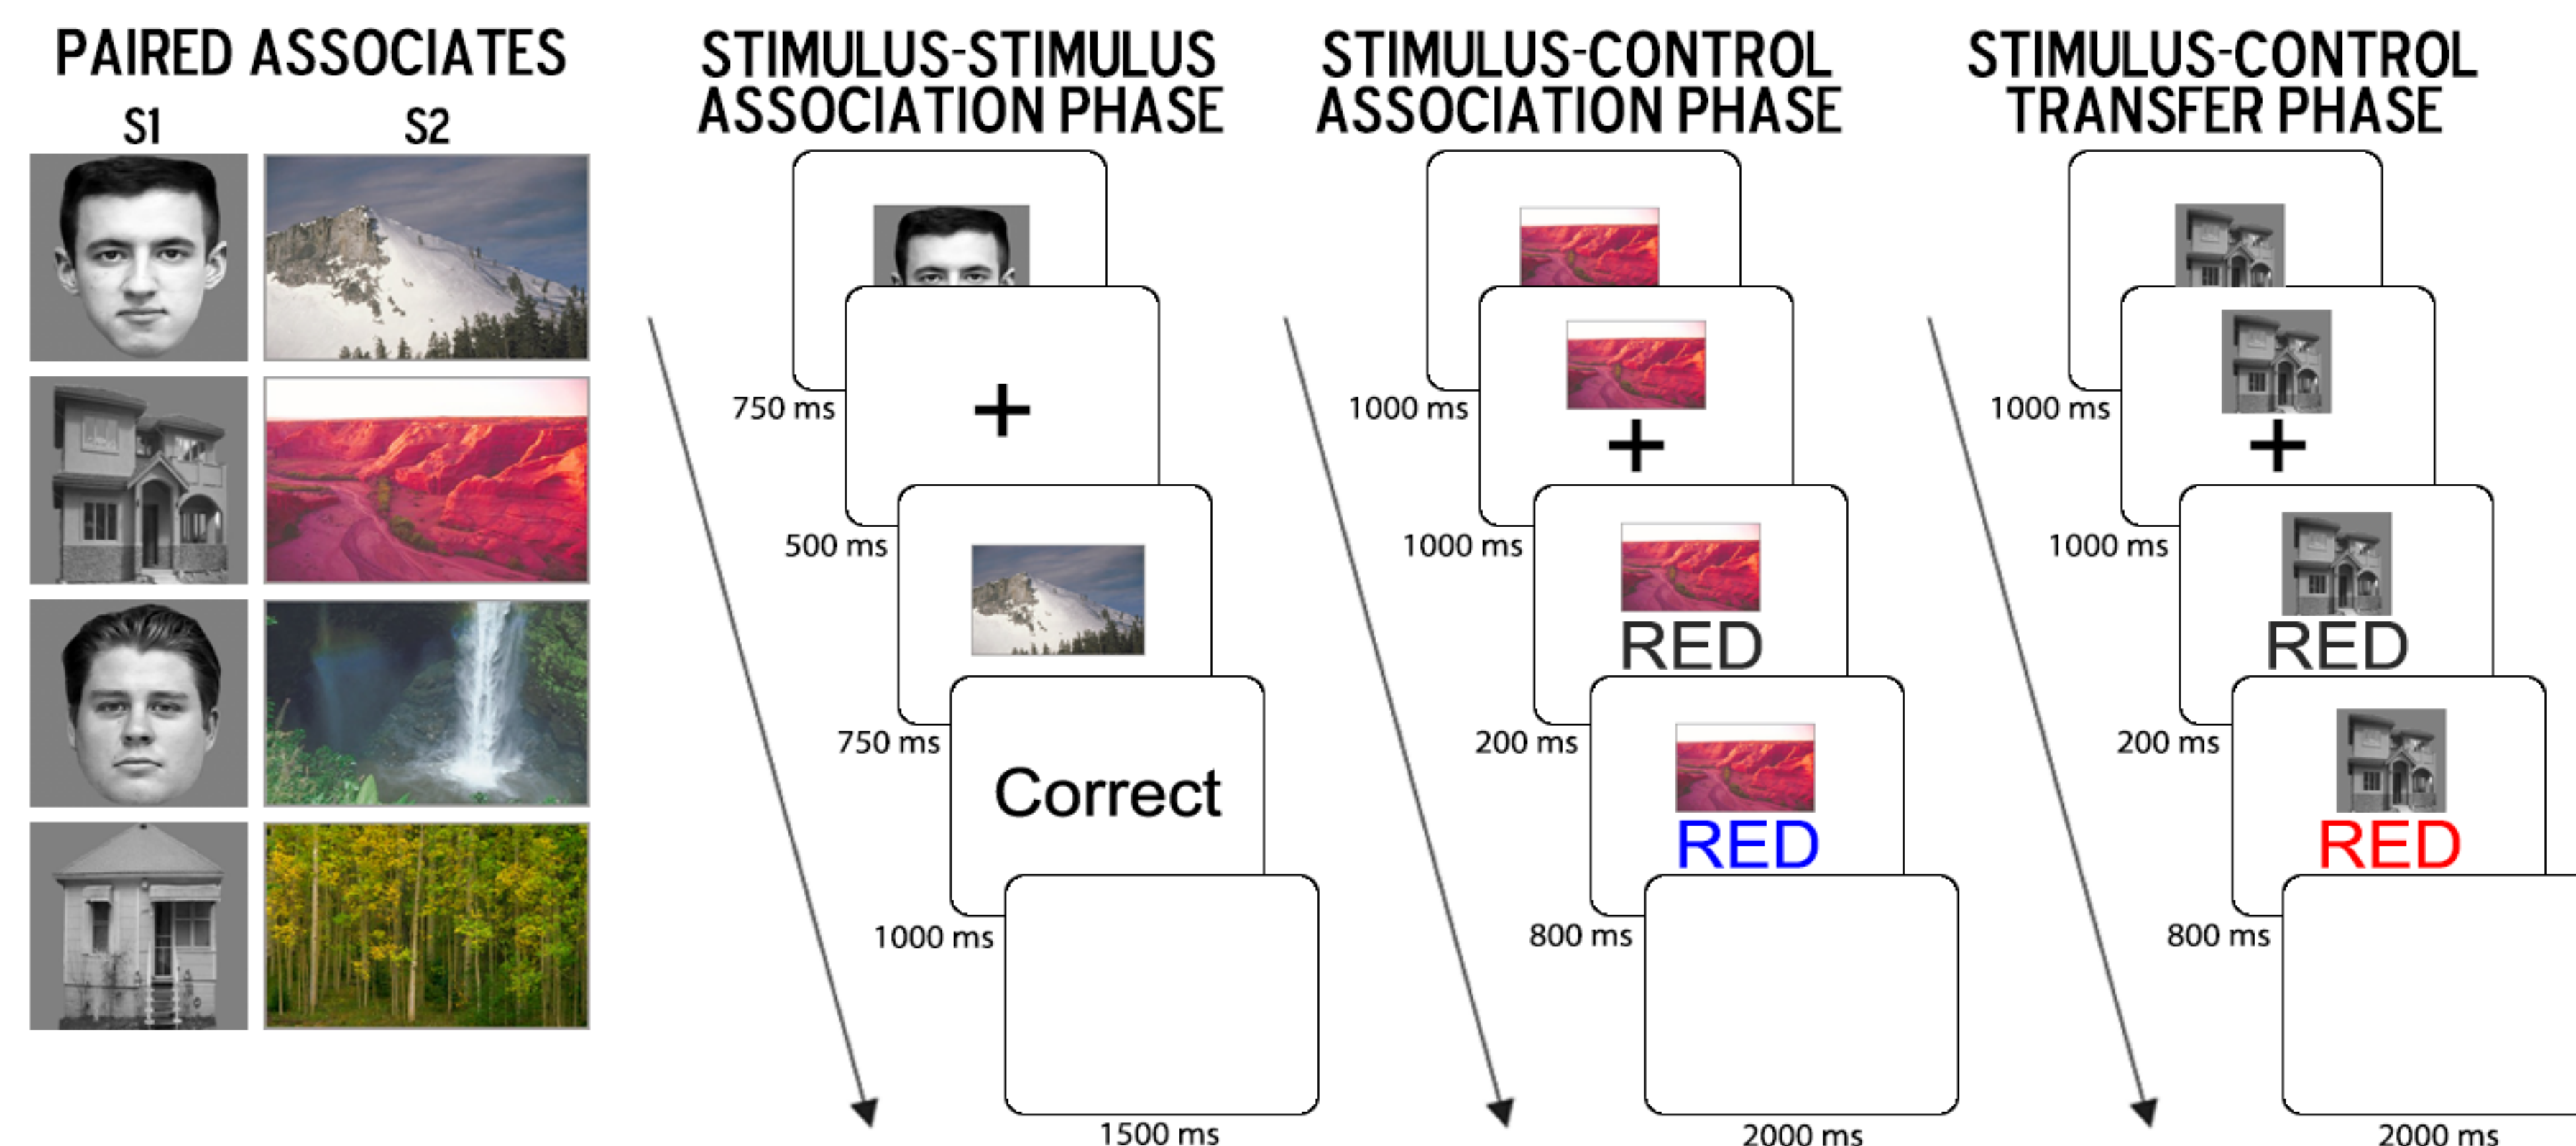 PAIRED ASSOCIATES
S1
S2
STIMULUS-STIMULUS
ASSOCIATION PHASE
750 ms
+
500 ms
750 ms
Correct
1000 ms
1500 ms
STIMULUS-CONTROL
ASSOCIATION PHASE
1000 ms
+
1000 ms
RED
200 ms
RED
800 ms
2000 ms
STIMULUS-CONTROL
TRANSFER PHASE
1000 ms
+
1000 ms
RED
200 ms
RED
800 ms
2000 ms